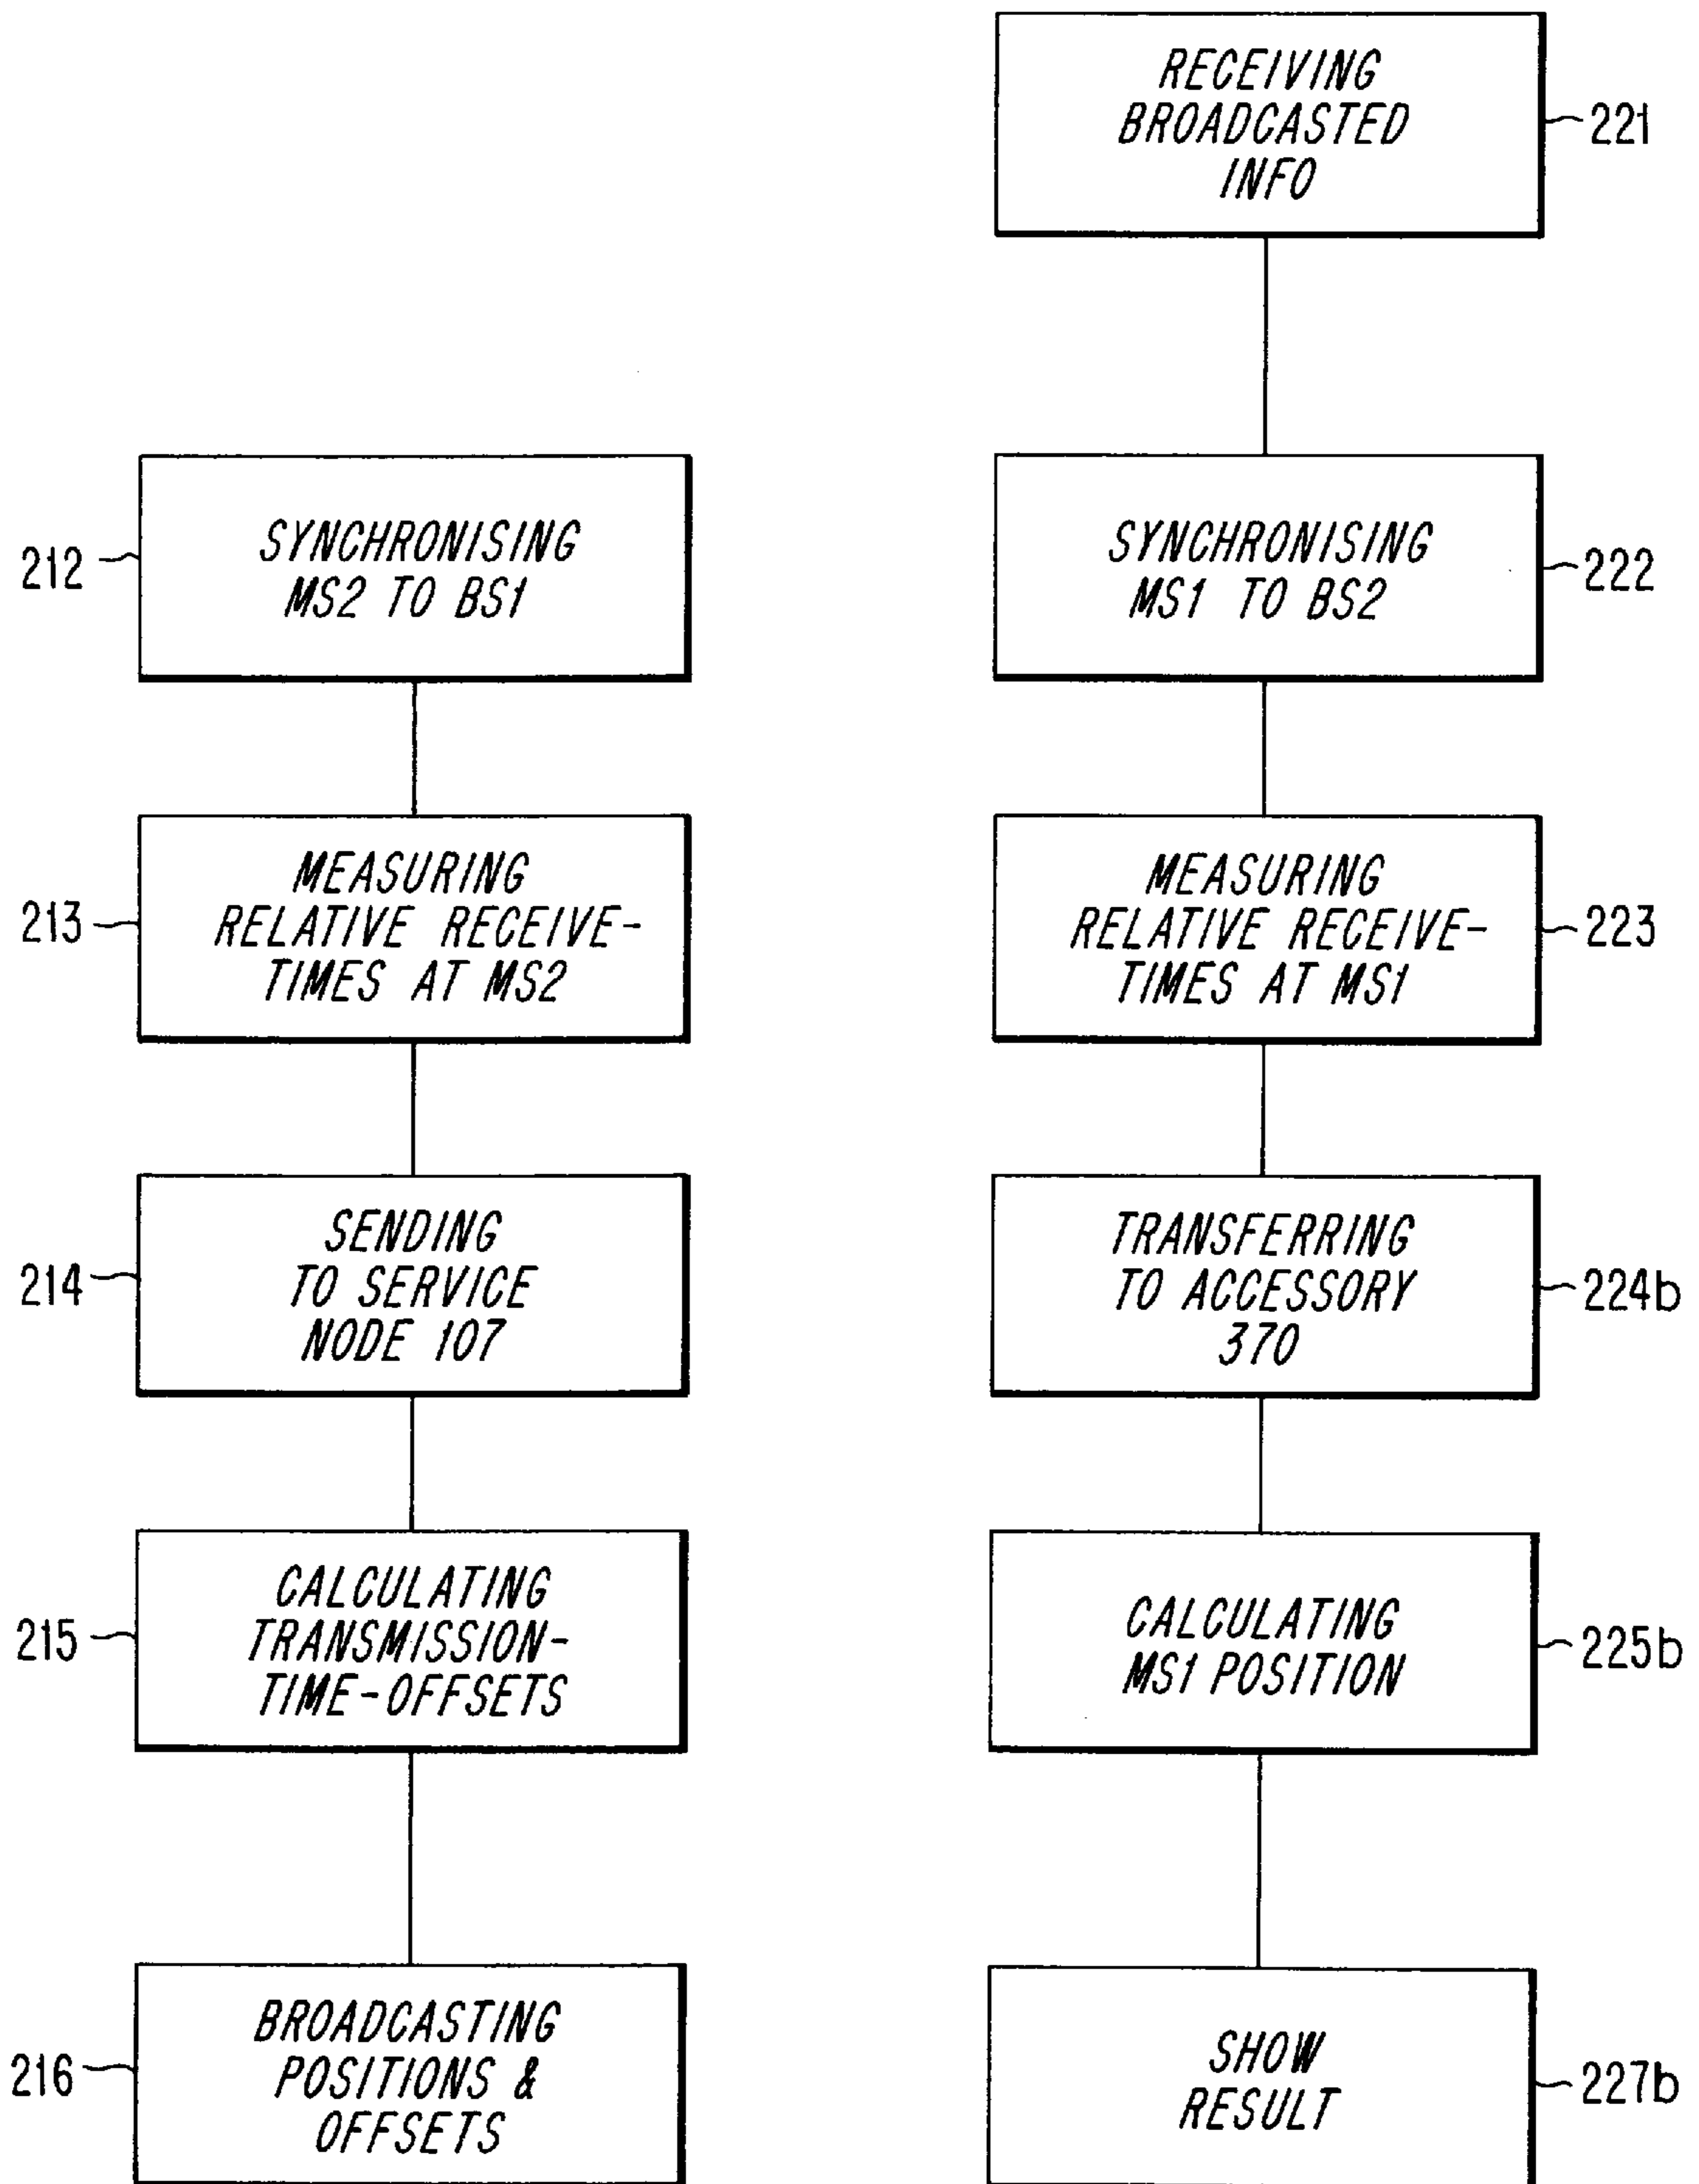 RECEIVING
BROADCASTED
INFO
221
212
SYNCHRONISING
MS2 TO BS1
SYNCHRONISING
MS1 TO BS2
222
213
MEASURING
RELATIVE RECEIVE-
TIMES AT MS2
MEASURING
RELATIVE RECEIVE-
TIMES AT MS1
223
214
SENDING
TO SERVICE
NODE 107
TRANSFERRING
TO ACCESSORY
370
224b
215
CALCULATING
TRANSMISSION-
TIME-OFFSETS
CALCULATING
MS1 POSITION
225b
216
BROADCASTING
POSITIONS &
OFFSETS
SHOW
RESULT
227b